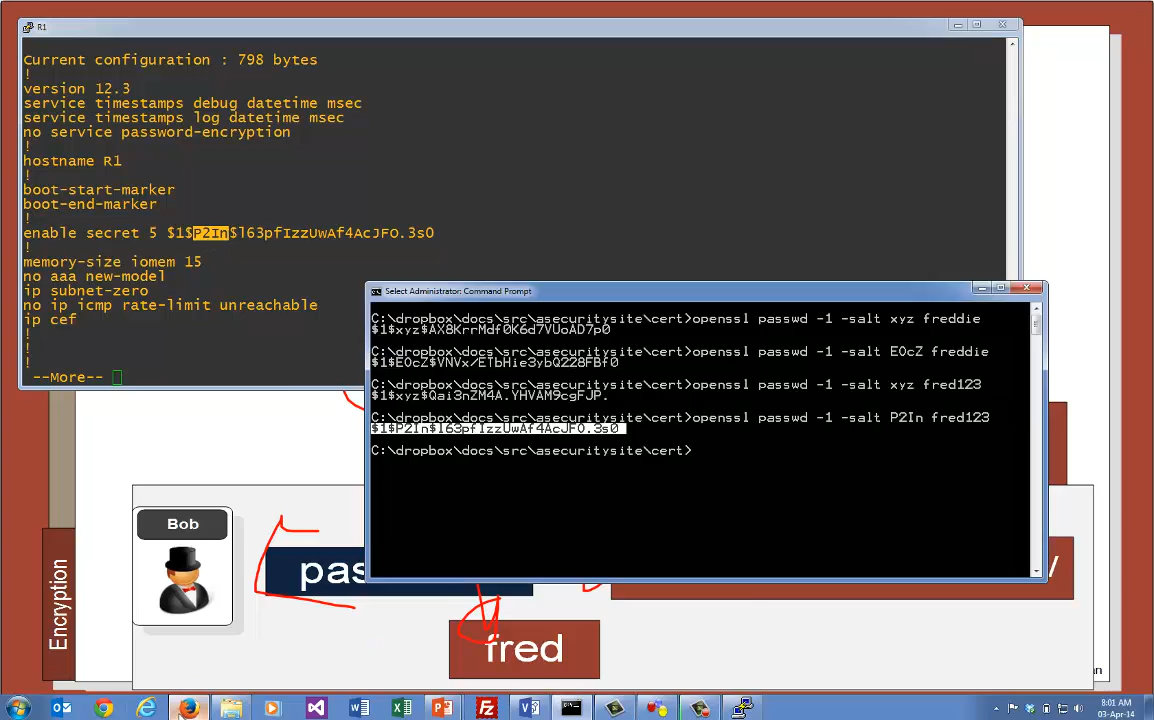 R1
Current configuration : 798 bytes
!
version 12.3
service timestamps debug datetime msec
service timestamps log datetime msec
no service password-encryption
!
hostname R1
!
boot-start-marker
boot-end-marker
!
enable secret 5 $1$P2In$l63pfIzzUwAf4AcJFO.3s0
!
memory-size iomem 15
no aaa new-model
ip subnet-zero
no ip icmp rate-limit unreachable
ip cef
!
!
!
--More--
Select Administrator: Command Prompt
C:\dropbox\docs\src\asecuritysite\cert>openssl passwd -1 -salt xyz freddie
$1$xyz$AX8KrrMdf0K6d7VUoAD7p0
C:\dropbox\docs\src\asecuritysite\cert>openssl passwd -1 -salt E0cZ freddie
$1$E0cZ$VNVx/ETbHie3ybQ228FBf0
C:\dropbox\docs\src\asecuritysite\cert>openssl passwd -1 -salt xyz fred123
$1$xyz$Qai3nZM4A.YHVAM9cgFJP.
C:\dropbox\docs\src\asecuritysite\cert>openssl passwd -1 -salt P2In fred123
$1$P2In$l63pfIzzUwAf4AcJFO.3s0
C:\dropbox\docs\src\asecuritysite\cert>
Bob
Encryption
fred
8:01 AM
03-Apr-14